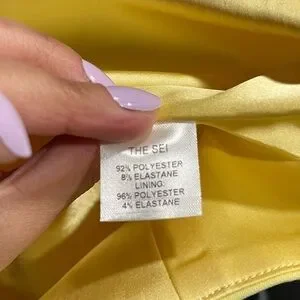 THE SEI
92% POLYESTER
8% ELASTANE
LINING:
96% POLYESTER
4% ELASTANE